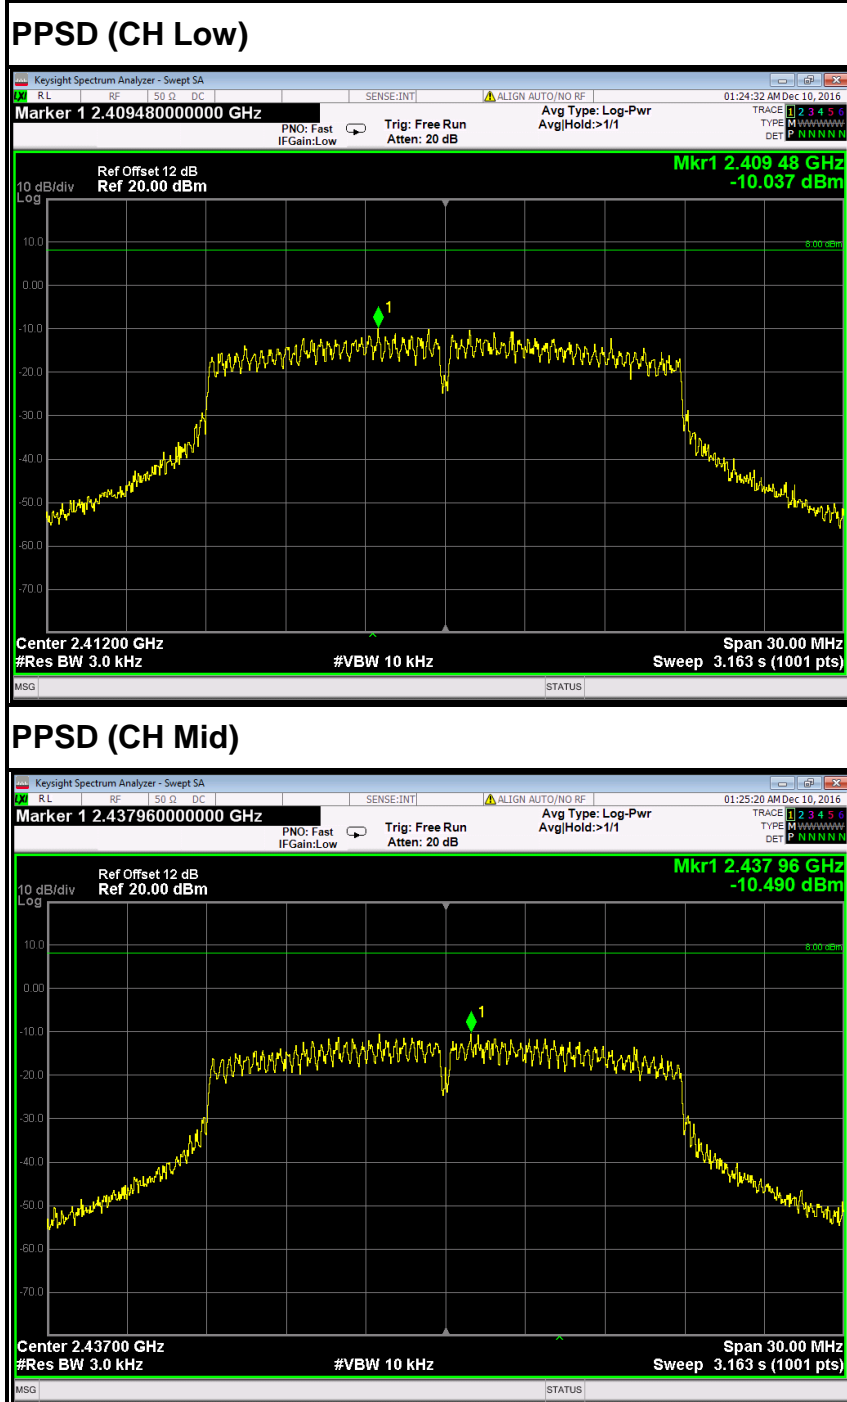 PPSD (CH Low)
Keysight Spectrum Analyzer - Swept SA
LXI RL RF 50 Ω DC SENSE:INT ALIGN AUTO/NO RF 01:24:32 AM Dec 10, 2016
Marker 1 2.409480000000 GHz Avg Type: Log-Pwr TRACE 1 2 3 4 5 6
PNO: Fast Trig: Free Run Avg|Hold:>1/1 TYPE M WWWWW
IFGain:Low Atten: 20 dB DET P N N N N N
Mkr1 2.409 48 GHz
Ref Offset 12 dB
10 dB/div Ref 20.00 dBm -10.037 dBm
Log
10.0
8.00 dBm
0.00
1
-10.0
-20.0
-30.0
-40.0
-50.0
-60.0
-70.0
Center 2.41200 GHz Span 30.00 MHz
#Res BW 3.0 kHz #VBW 10 kHz Sweep 3.163 s (1001 pts)
MSG STATUS
PPSD (CH Mid)
Keysight Spectrum Analyzer - Swept SA
LXI RL RF 50 Ω DC SENSE:INT ALIGN AUTO/NO RF 01:25:20 AM Dec 10, 2016
Marker 1 2.437960000000 GHz Avg Type: Log-Pwr TRACE 1 2 3 4 5 6
PNO: Fast Trig: Free Run Avg|Hold:>1/1 TYPE M WWWWW
IFGain:Low Atten: 20 dB DET P N N N N N
Mkr1 2.437 96 GHz
Ref Offset 12 dB
10 dB/div Ref 20.00 dBm -10.490 dBm
Log
10.0
8.00 dBm
0.00
1
-10.0
-20.0
-30.0
-40.0
-50.0
-60.0
-70.0
Center 2.43700 GHz Span 30.00 MHz
#Res BW 3.0 kHz #VBW 10 kHz Sweep 3.163 s (1001 pts)
MSG STATUS